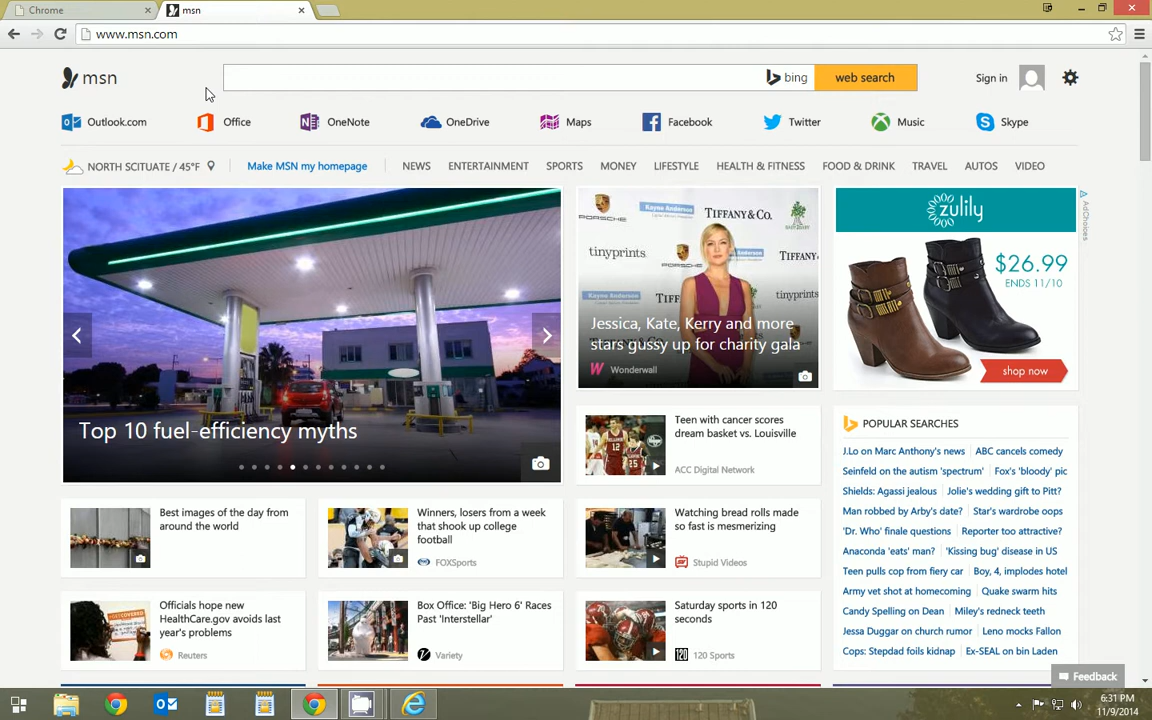 Chrome
msn
www.msn.com
msn
bing
web search
Sign in
Outlook.com
Office
OneNote
OneDrive
Maps
Facebook
Twitter
Music
Skype
NORTH SCITUATE / 45°F
Make MSN my homepage
NEWS
ENTERTAINMENT
SPORTS
MONEY
LIFESTYLE
HEALTH & FITNESS
FOOD & DRINK
TRAVEL
AUTOS
VIDEO
Top 10 fuel-efficiency myths
PORSCHE
Kayne Anderson
TIFFANY & CO.
tinyprints
PORSCHE
TIFFANY
tinyprints
Jessica, Kate, Kerry and more
stars gussy up for charity gala
Wonderwall
zulily
$26.99
ENDS 11/10
shop now
AdChoices
Teen with cancer scores
dream basket vs. Louisville
ACC Digital Network
POPULAR SEARCHES
J.Lo on Marc Anthony's news
ABC cancels comedy
Seinfeld on the autism 'spectrum'
Fox's 'bloody' pic
Shields: Agassi jealous
Jolie's wedding gift to Pitt?
Man robbed by Arby's date?
Star's wardrobe oops
'Dr. Who' finale questions
Reporter too attractive?
Anaconda 'eats' man?
'Kissing bug' disease in US
Teen pulls cop from fiery car
Boy, 4, implodes hotel
Army vet shot at homecoming
Quake swarm hits
Candy Spelling on Dean
Miley's redneck teeth
Jessa Duggar on church rumor
Leno mocks Fallon
Cops: Stepdad foils kidnap
Ex-SEAL on bin Laden
Best images of the day from
around the world
Winners, losers from a week
that shook up college
football
FOXSports
Watching bread rolls made
so fast is mesmerizing
Stupid Videos
Officials hope new
HealthCare.gov avoids last
year's problems
Reuters
Box Office: 'Big Hero 6' Races
Past 'Interstellar'
Variety
Saturday sports in 120
seconds
120 Sports
Feedback
6:31 PM
11/9/2014